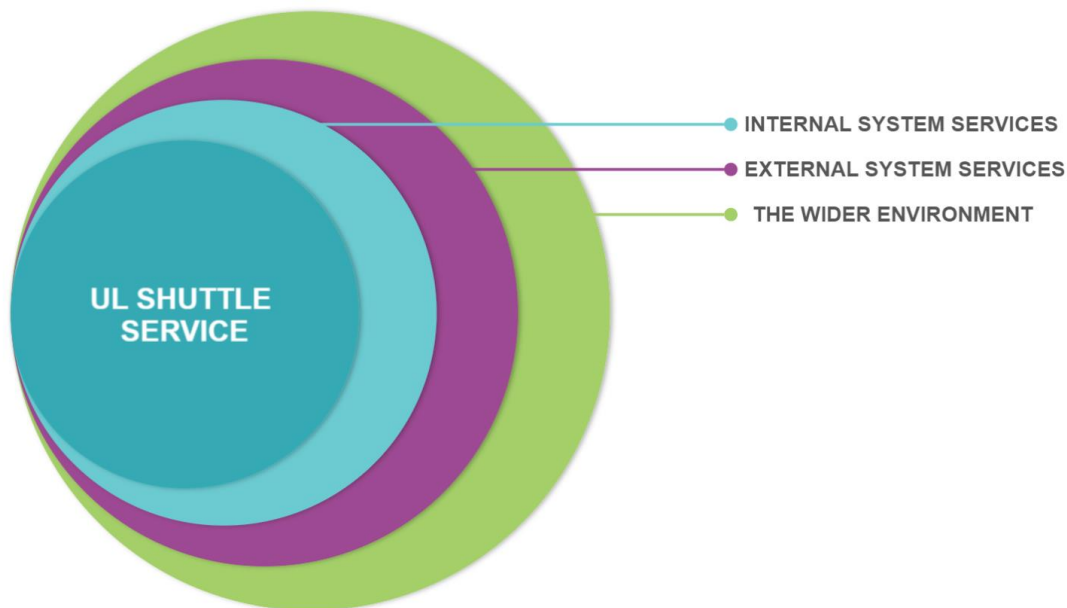 INTERNAL SYSTEM SERVICES
EXTERNAL SYSTEM SERVICES
THE WIDER ENVIRONMENT
UL SHUTTLE
SERVICE